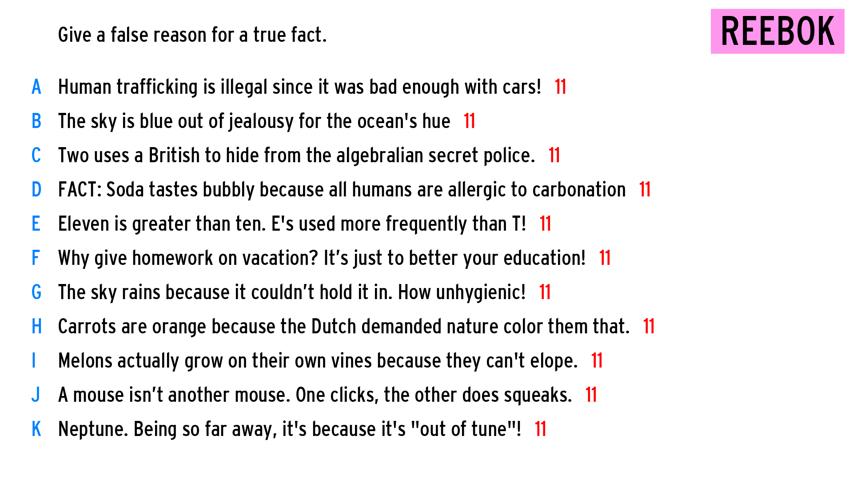 Give a false reason for a true fact.
REEBOK
A Human trafficking is illegal since it was bad enough with cars! 11
B The sky is blue out of jealousy for the ocean's hue 11
C Two uses a British to hide from the algebralian secret police. 11
D FACT: Soda tastes bubbly because all humans are allergic to carbonation 11
E Eleven is greater than ten. E's used more frequently than T! 11
F Why give homework on vacation? It’s just to better your education! 11
G The sky rains because it couldn’t hold it in. How unhygienic! 11
H Carrots are orange because the Dutch demanded nature color them that. 11
I Melons actually grow on their own vines because they can't elope. 11
J A mouse isn’t another mouse. One clicks, the other does squeaks. 11
K Neptune. Being so far away, it's because it's "out of tune"! 11